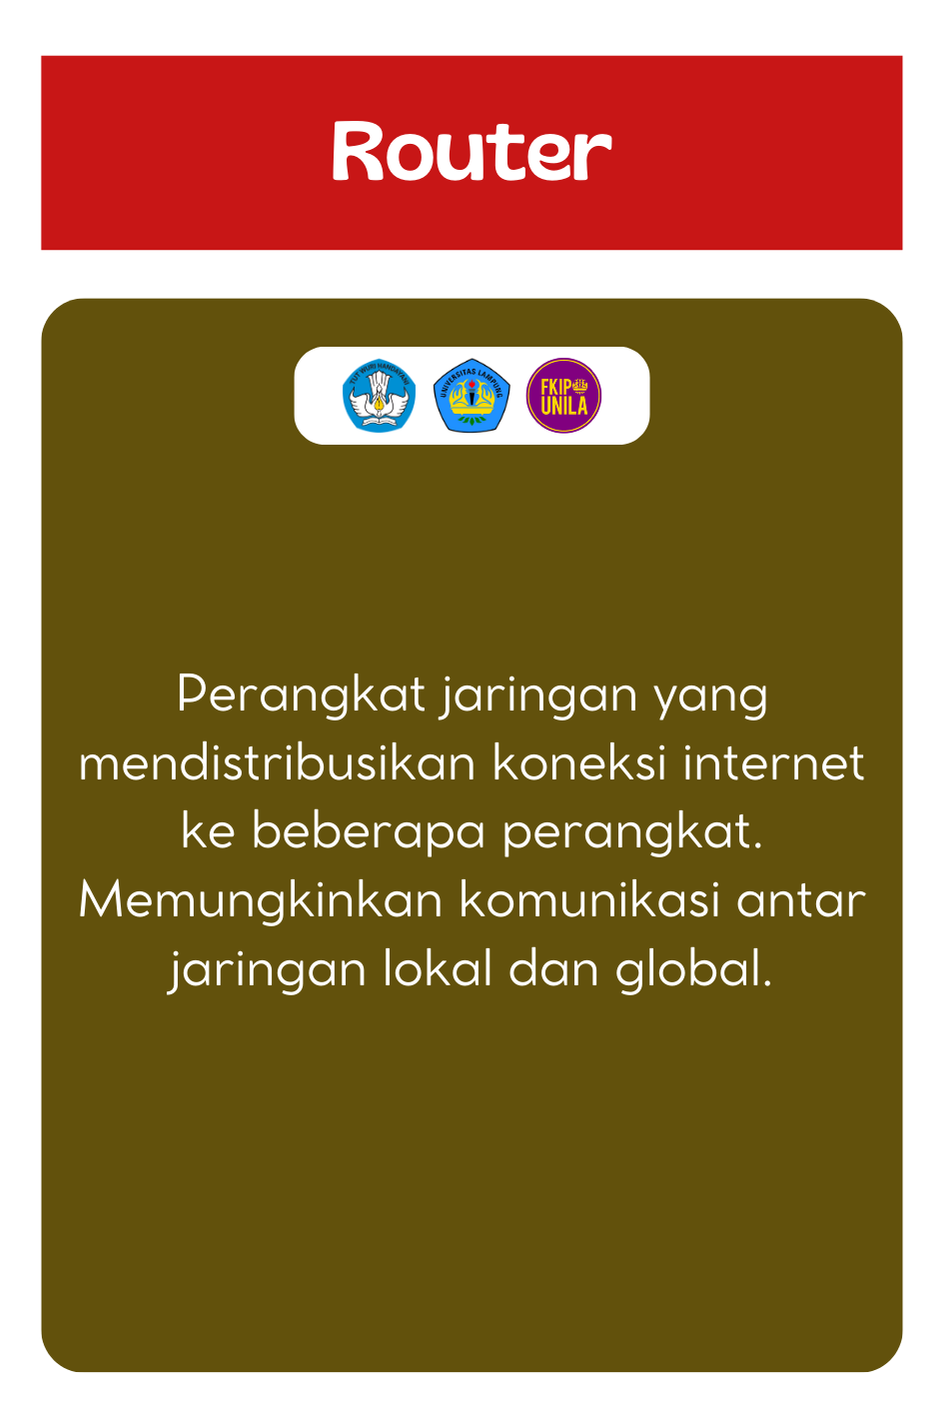 Router
TUT WURI HANDAYANI
UNIVERSITAS LAMPUNG
FKIP
UNILA
Perangkat jaringan yang
mendistribusikan koneksi internet
ke beberapa perangkat.
Memungkinkan komunikasi antar
jaringan lokal dan global.